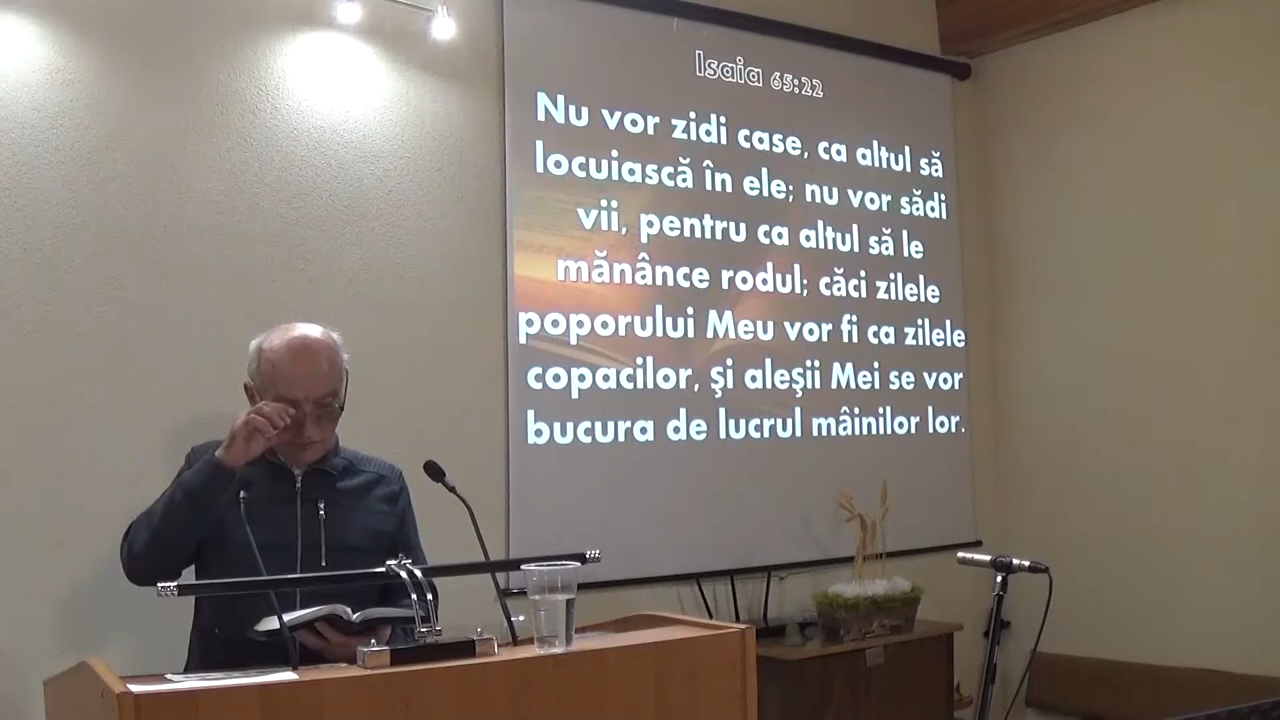 Isaia 65:22
Nu vor zidi case, ca altul să
locuiască în ele; nu vor sădi
vii, pentru ca altul să le
mănânce rodul; căci zilele
poporului Meu vor fi ca zilele
copacilor, şi aleşii Mei se vor
bucura de lucrul mâinilor lor.